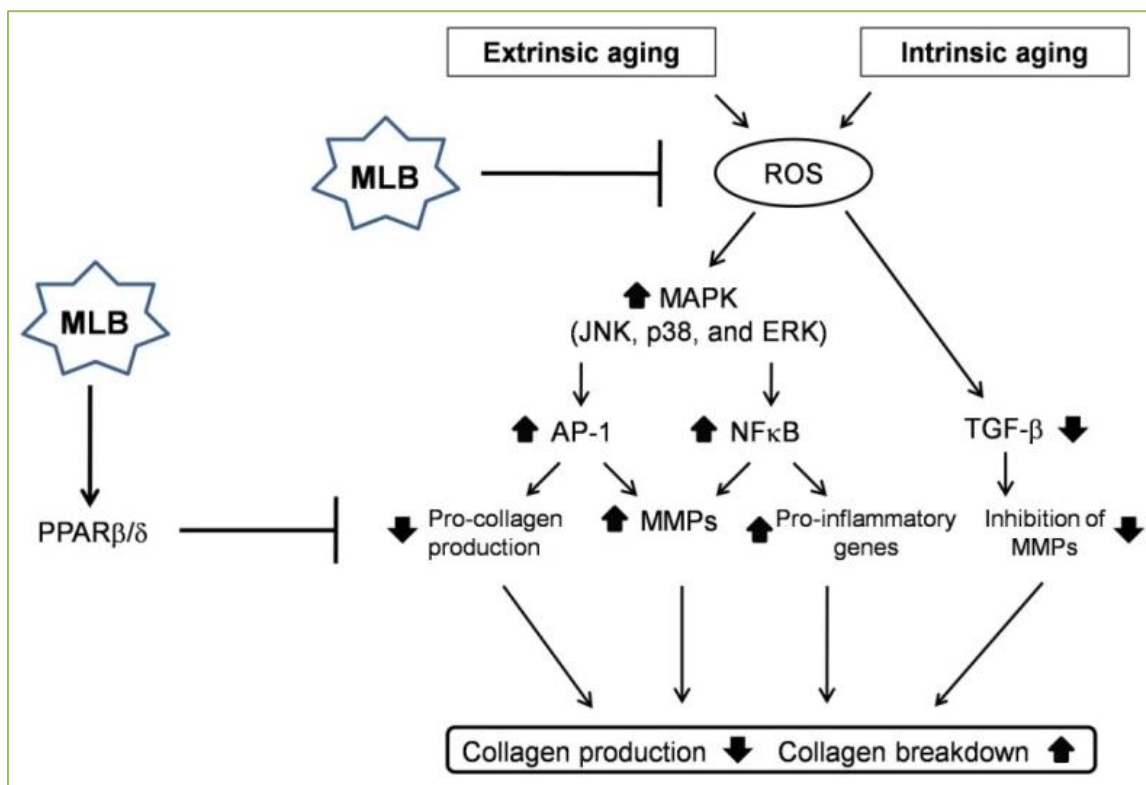 Extrinsic aging
Intrinsic aging
MLB
ROS
MLB
MAPK
(JNK, p38, and ERK)
AP-1
NFκB
TGF-β
PPARβ/δ
Pro-collagen
production
MMPs
Pro-inflammatory
genes
Inhibition of
MMPs
Collagen production
Collagen breakdown